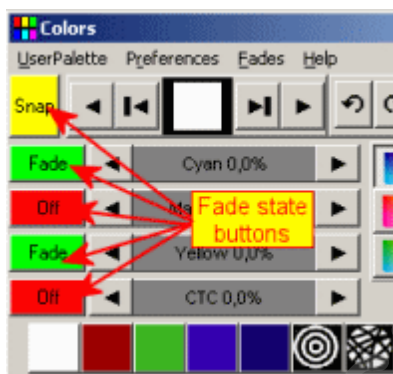 Colors
UserPalette Preferences Fades Help
Snap
Fade
Cyan 0,0%
Off
Fade state
buttons
Fade
Yellow 0,0%
Off
CTC 0,0%